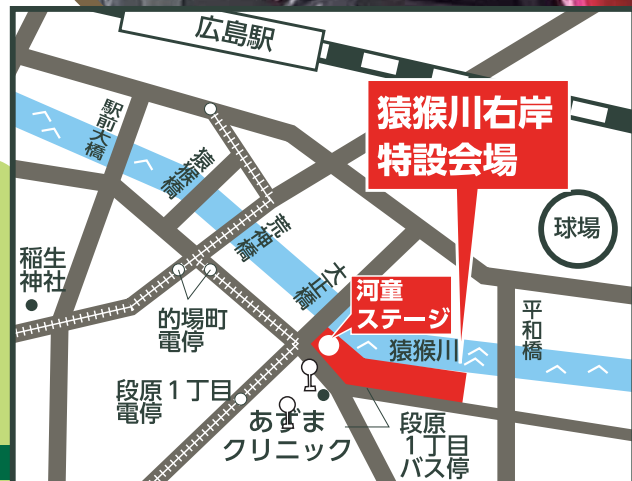 広島駅
猿猴川右岸
特設会場
駅前大橋
猿猴橋
荒神橋
大正橋
球場
稲生
神社
河童
ステージ
平和橋
的場町
電停
猿猴川
段原1丁目
電停
あずま
クリニック
段原
1丁目
バス停